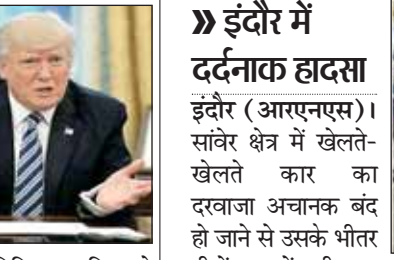 » इंदौर में
दर्दनाक हादसा
इंदौर (आरएनएस)।
सांवेर क्षेत्र में खेलते-
खेलते कार का
दरवाजा अचानक बंद
हो जाने से उसके भीतर